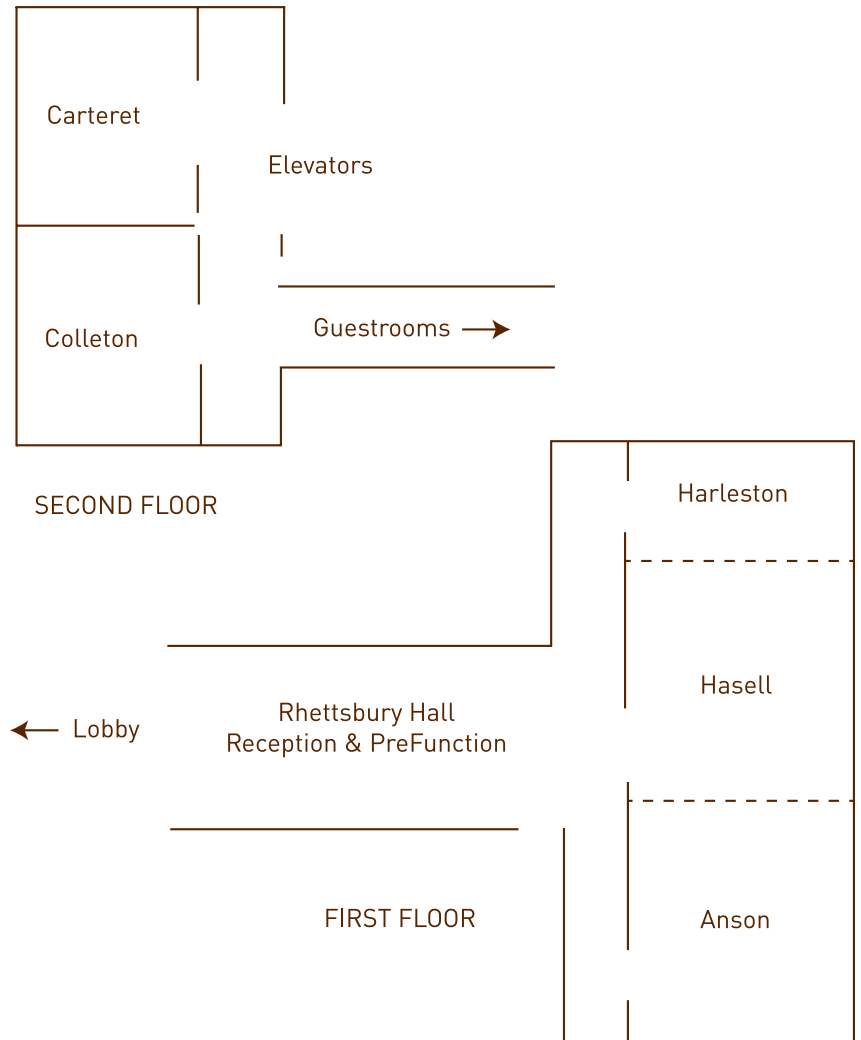 Carteret
Elevators
Guestrooms
Colleton
SECOND FLOOR
Harleston
Hasell
Rhettsbury Hall
Reception & PreFunction
Lobby
FIRST FLOOR
Anson